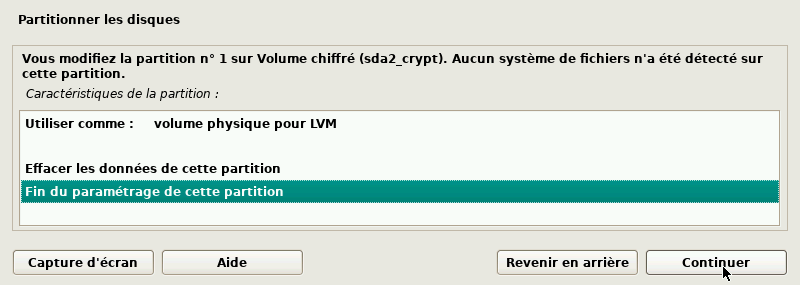 Partitionner les disques
Vous modifiez la partition n° 1 sur Volume chiffré (sda2_crypt). Aucun système de fichiers n'a été détecté sur
cette partition.
Caractéristiques de la partition :
Utiliser comme : volume physique pour LVM
Effacer les données de cette partition
Fin du paramétrage de cette partition
Capture d'écran Aide Revenir en arrière Continuer